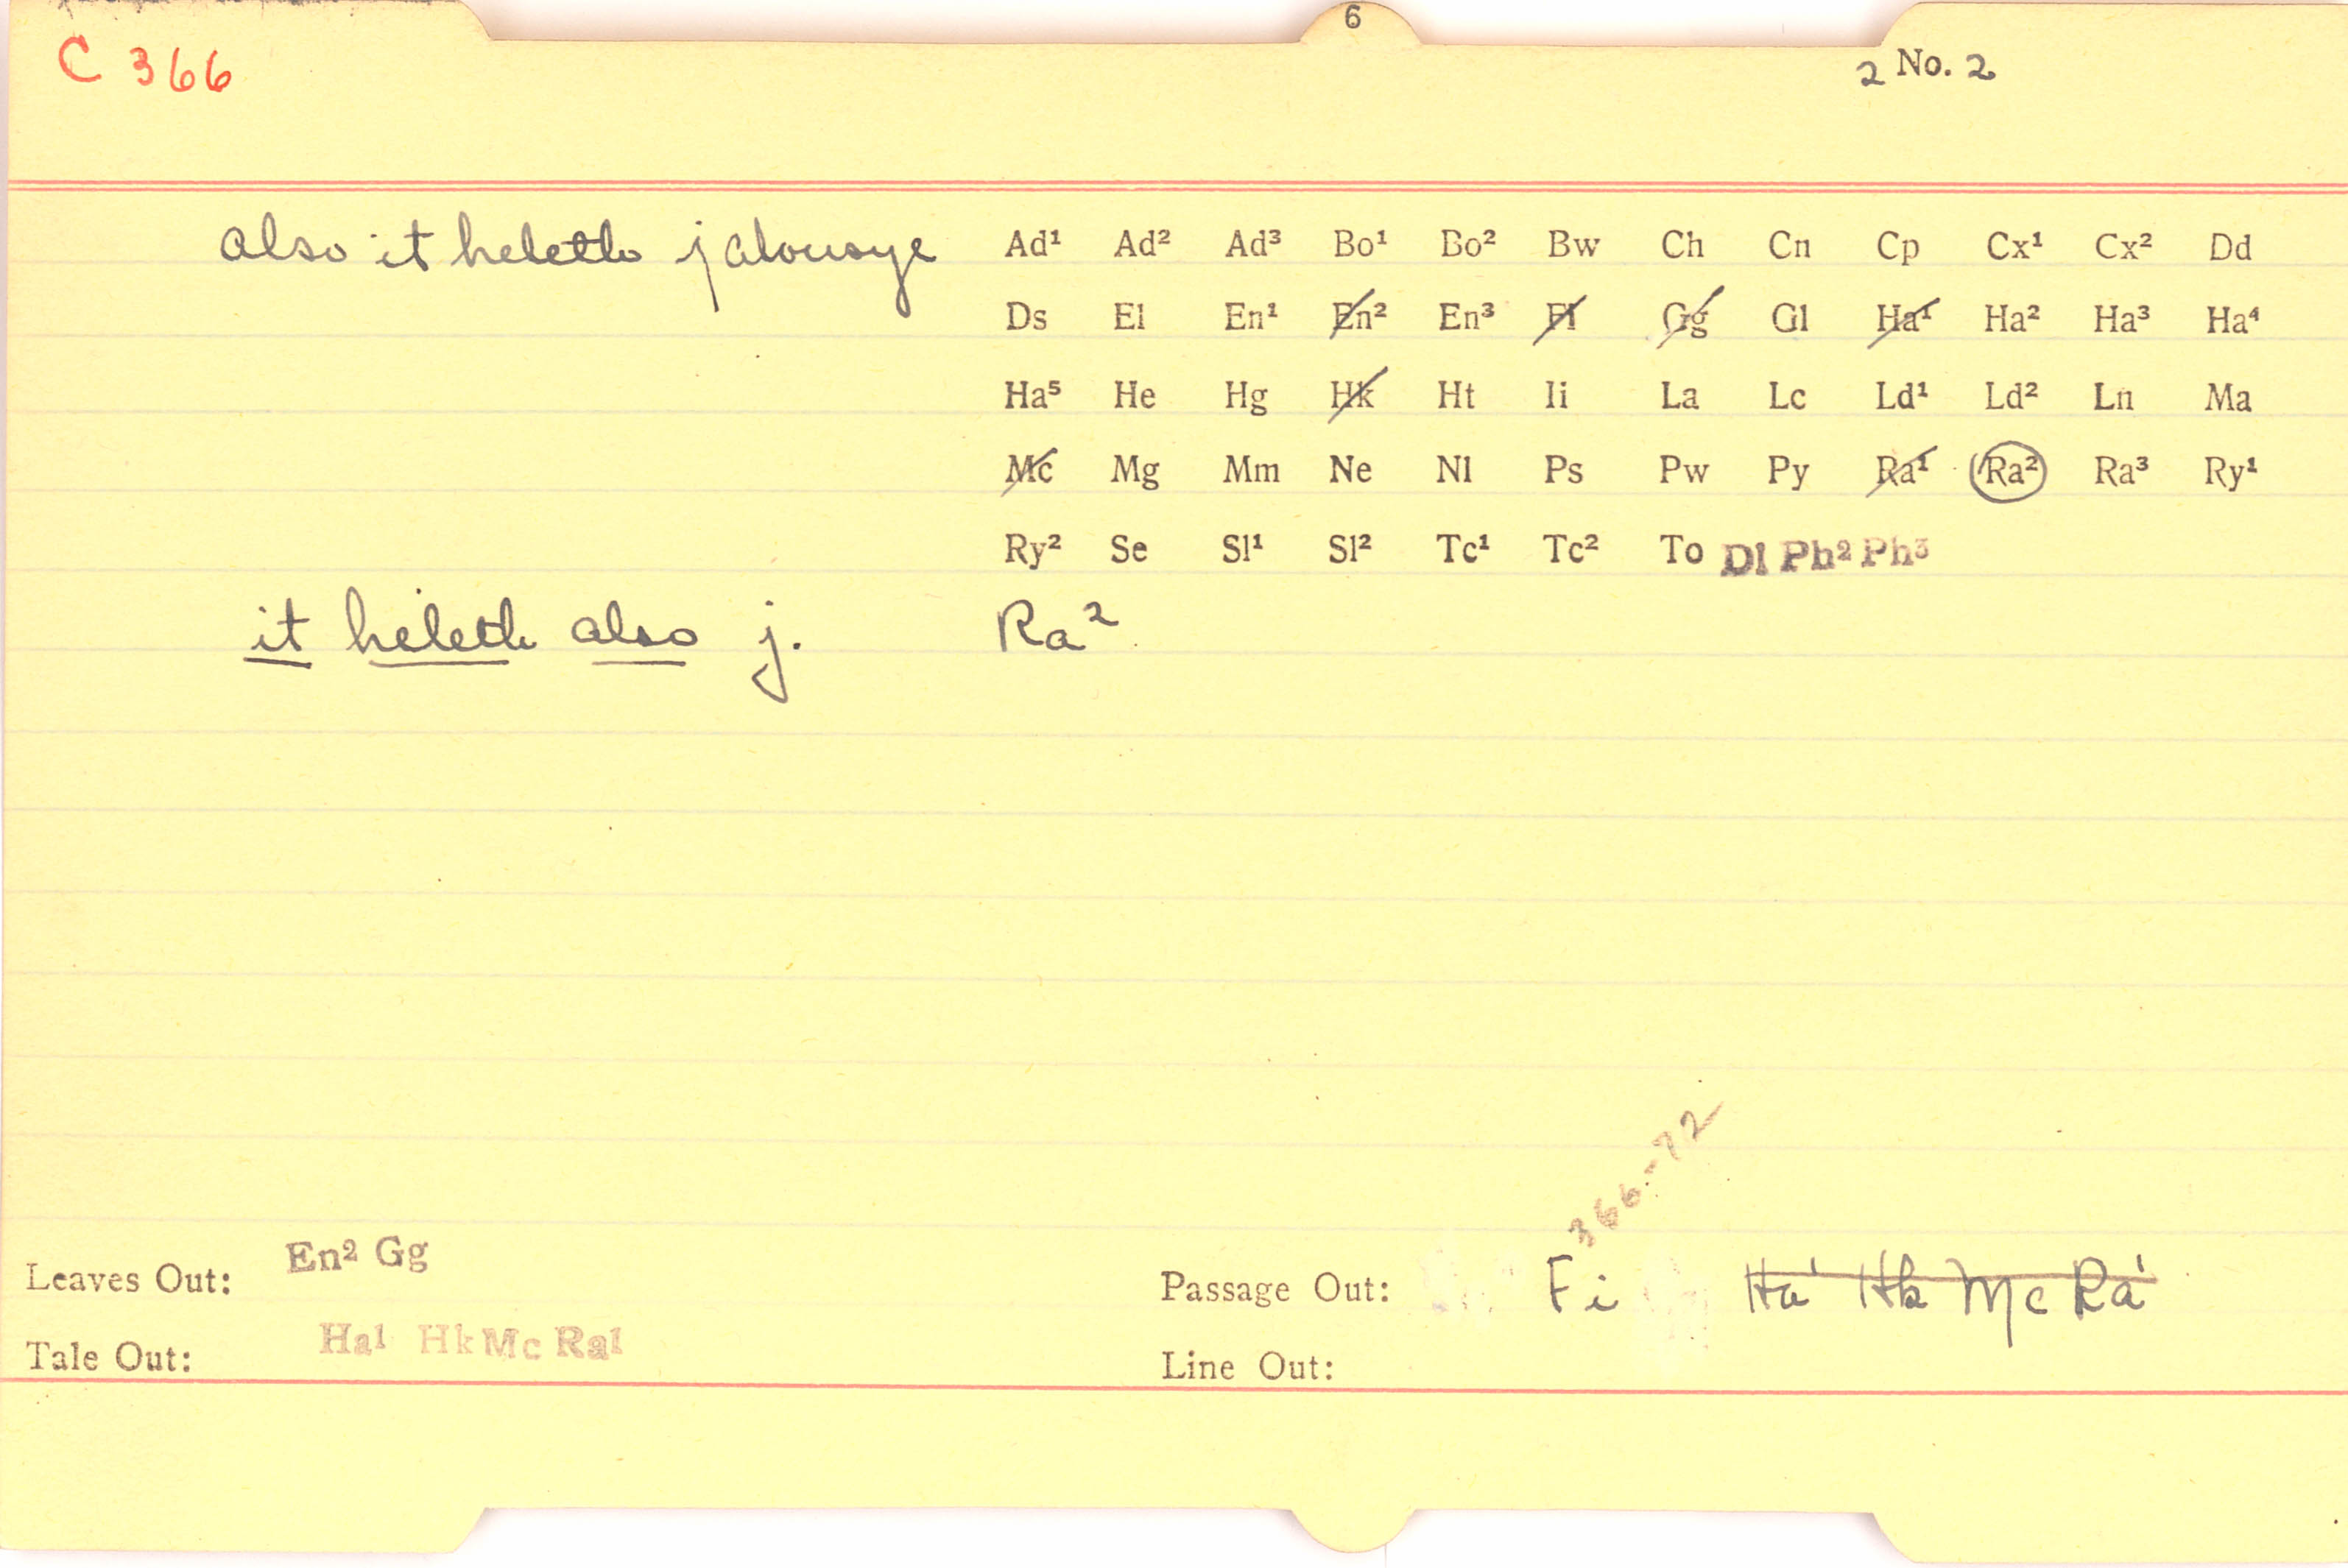 6
C 366
2 No. 2
also it heleth jalousye Ad¹ Ad² Ad³ Bo¹ Bo² Bw Ch Cn Cp Cx¹ Cx² Dd
Ds El En¹ En² En³ Fi Gg Gl Ha¹ Ha² Ha³ Ha⁴
Ha⁵ He Hg Hk Ht Ii La Lc Ld¹ Ld² Ln Ma
Mc Mg Mm Ne Nl Ps Pw Py Ra¹ Ra² Ra³ Ry¹
Ry² Se Sl¹ Sl² Tc¹ Tc² To Dl Ph² Ph³
it heleth also j. Ra²
366-72
Leaves Out: En² Gg
Passage Out: Fi Ha¹ Hk Mc Ra¹
Tale Out: Ha¹ Hk Mc Ra¹
Line Out: